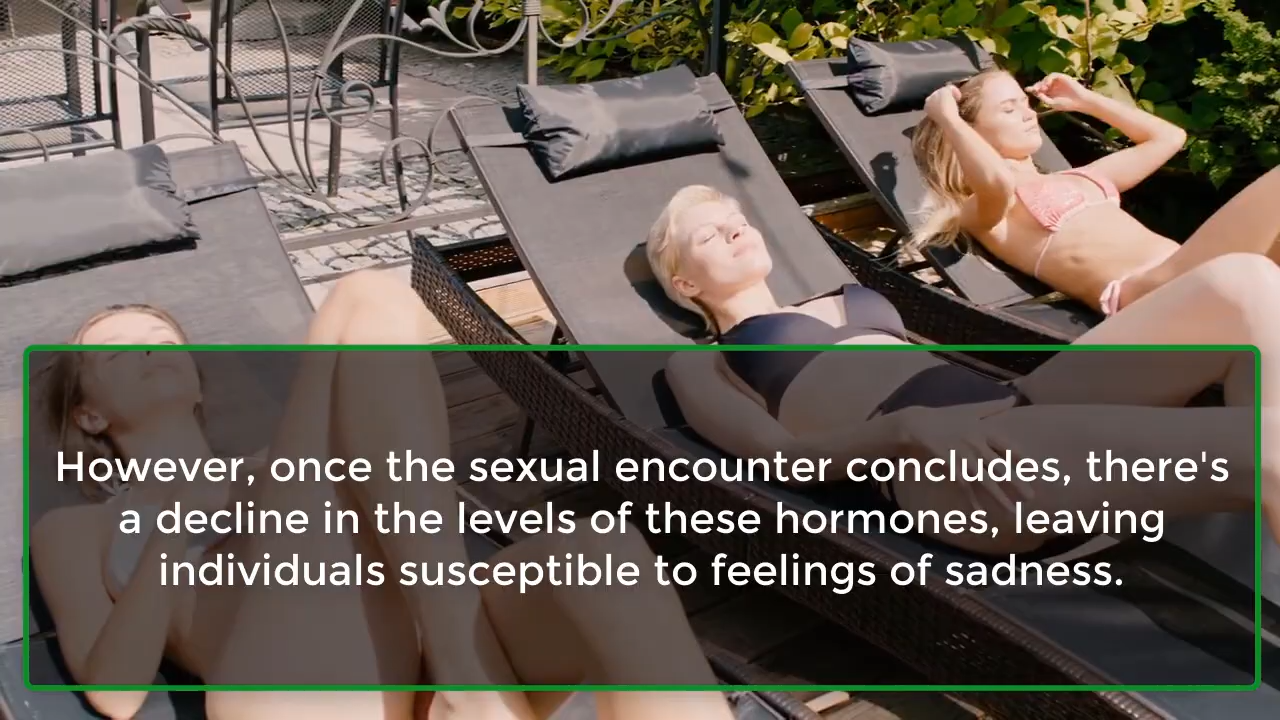 However, once the sexual encounter concludes, there's
a decline in the levels of these hormones, leaving
individuals susceptible to feelings of sadness.